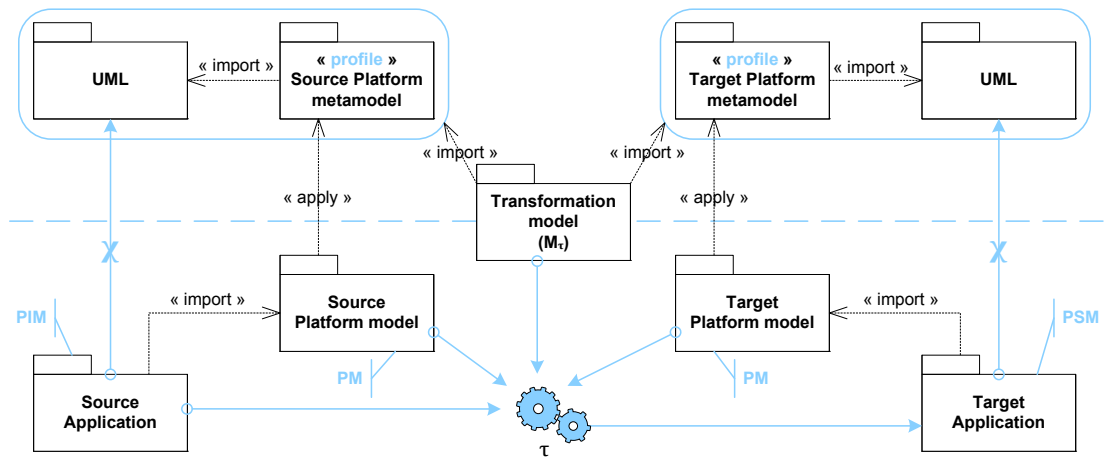 « profile »
« profile »
UML
« import »
Source Platform
metamodel
Target Platform
metamodel
« import »
UML
« import »
« import »
« apply »
Transformation
model
(Mτ)
« apply »
χ
χ
« import »
Source
Platform model
Target
Platform model
« import »
PIM
PSM
PM
PM
Source
Application
Target
Application
τ